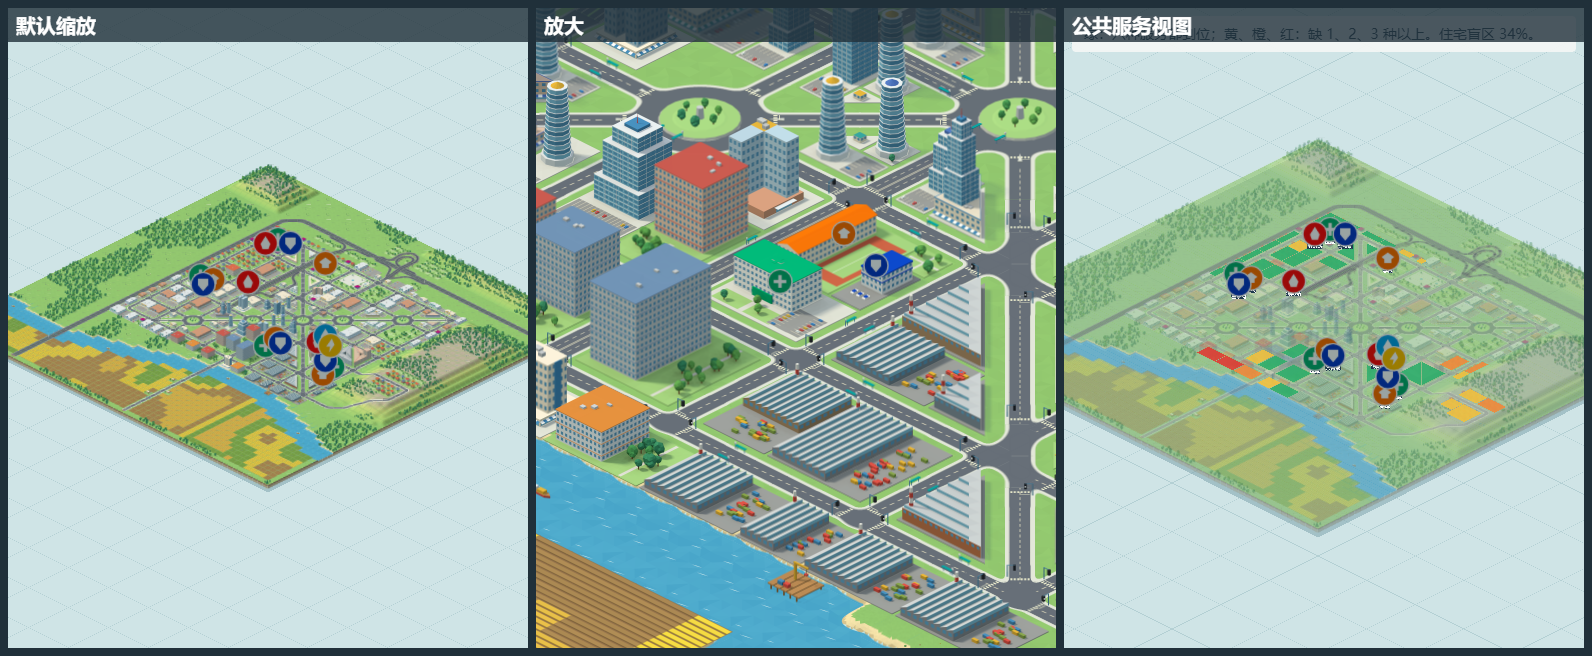 默认缩放
放大
公共服务视图
位；黄、橙、红：缺 1、2、3 种以上。住宅盲区 34%。